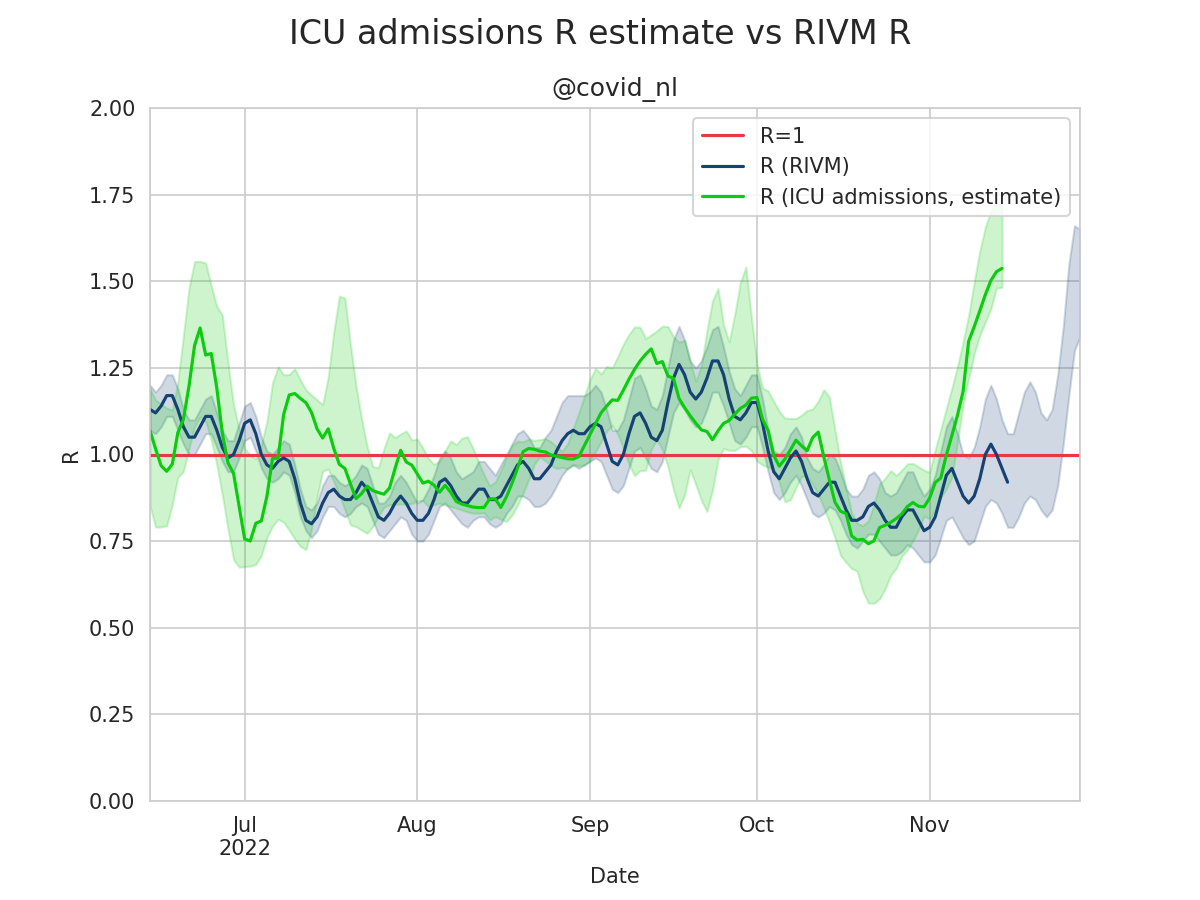 ICU admissions R estimate vs RIVM R
@covid_nl
2.00
1.75
1.50
1.25
1.00
0.75
0.50
0.25
0.00
R
R=1
R (RIVM)
R (ICU admissions, estimate)
Jul
2022
Aug
Sep
Oct
Nov
Date